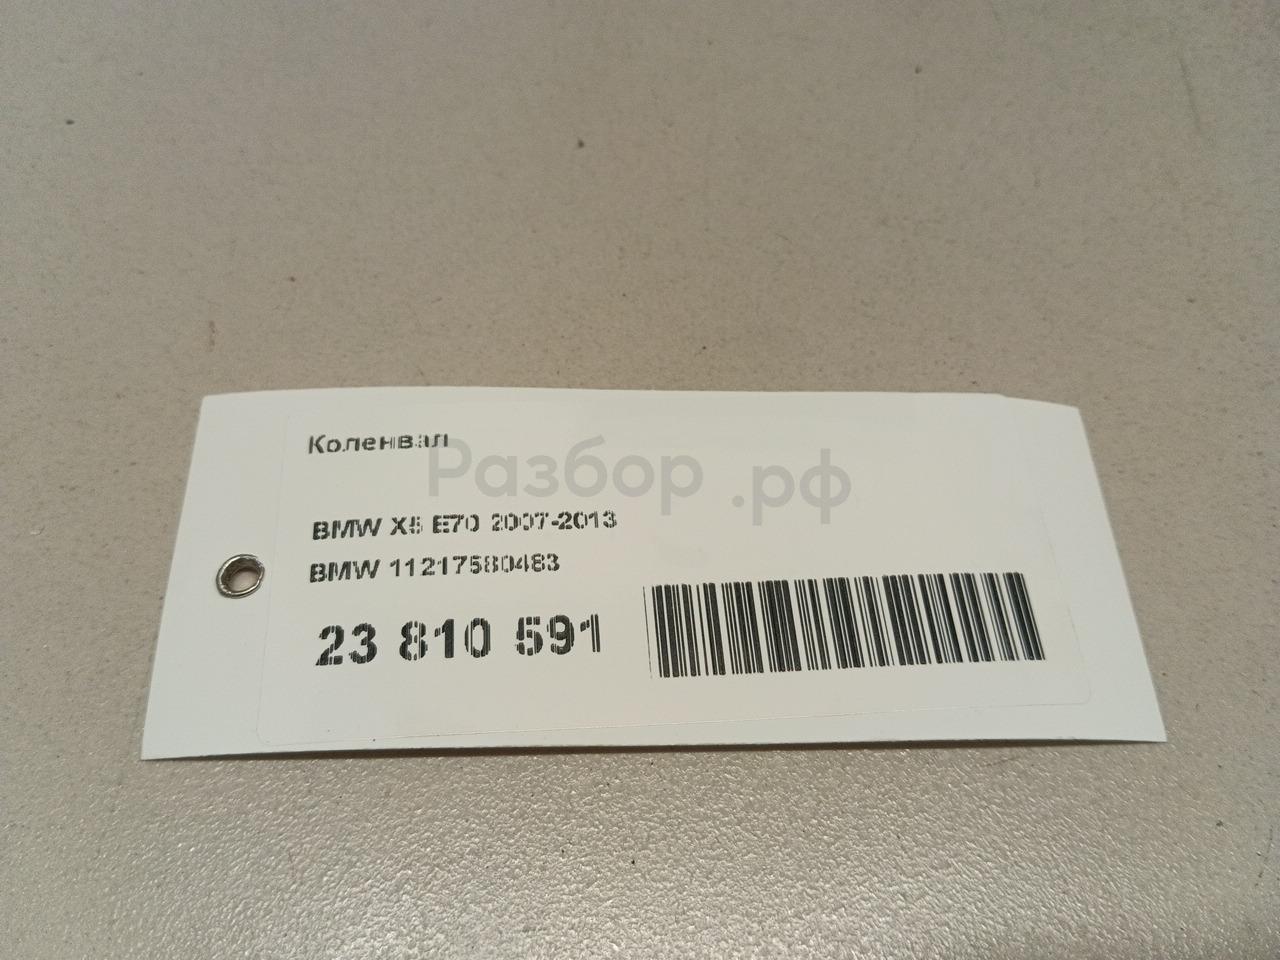 Коленвал
Разбор.рф
BMW X5 E70 2007-2013
BMW 11217580483
23 810 591